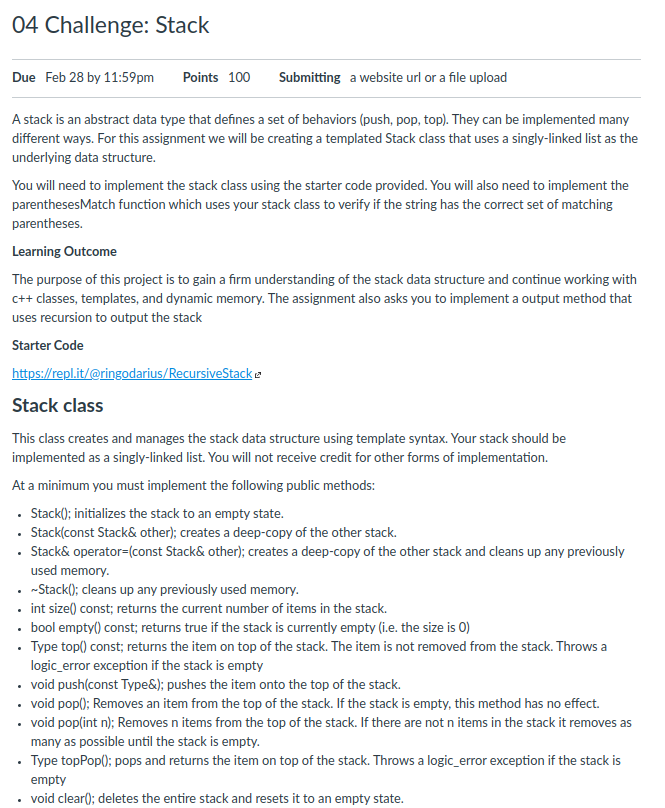 04 Challenge: Stack
Due Feb 28 by 11:59pm Points 100 Submitting a website url or a file upload
A stack is an abstract data type that defines a set of behaviors (push, pop, top). They can be implemented many
different ways. For this assignment we will be creating a templated Stack class that uses a singly-linked list as the
underlying data structure.
You will need to implement the stack class using the starter code provided. You will also need to implement the
parenthesesMatch function which uses your stack class to verify if the string has the correct set of matching
parentheses.
Learning Outcome
The purpose of this project is to gain a firm understanding of the stack data structure and continue working with
c++ classes, templates, and dynamic memory. The assignment also asks you to implement a output method that
uses recursion to output the stack
Starter Code
https://repl.it/@ringodarius/RecursiveStack
Stack class
This class creates and manages the stack data structure using template syntax. Your stack should be
implemented as a singly-linked list. You will not receive credit for other forms of implementation.
At a minimum you must implement the following public methods:
• Stack(); initializes the stack to an empty state.
• Stack(const Stack& other); creates a deep-copy of the other stack.
• Stack& operator=(const Stack& other); creates a deep-copy of the other stack and cleans up any previously
used memory.
• ~Stack(); cleans up any previously used memory.
• int size() const; returns the current number of items in the stack.
• bool empty() const; returns true if the stack is currently empty (i.e. the size is 0)
• Type top() const; returns the item on top of the stack. The item is not removed from the stack. Throws a
logic_error exception if the stack is empty
• void push(const Type&); pushes the item onto the top of the stack.
• void pop(); Removes an item from the top of the stack. If the stack is empty, this method has no effect.
• void pop(int n); Removes n items from the top of the stack. If there are not n items in the stack it removes as
many as possible until the stack is empty.
• Type topPop(); pops and returns the item on top of the stack. Throws a logic_error exception if the stack is
empty
• void clear(); deletes the entire stack and resets it to an empty state.